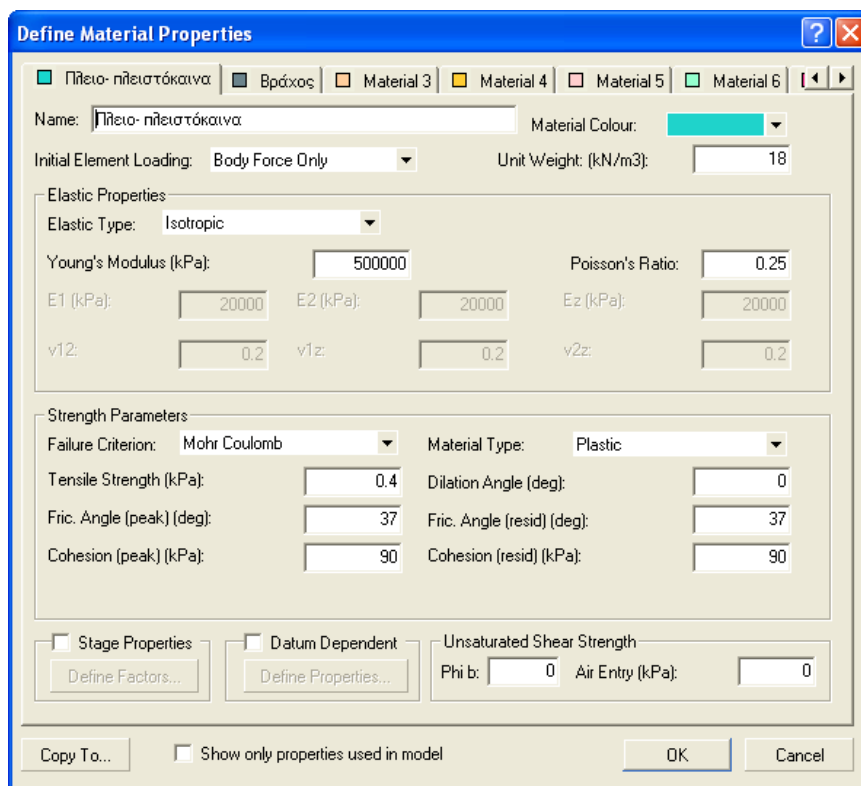 Define Material Properties
Πλειο- πλειστόκαινα Βράχος Material 3 Material 4 Material 5 Material 6
Name: Πλειο- πλειστόκαινα Material Colour:
Initial Element Loading: Body Force Only Unit Weight: (kN/m3): 18
Elastic Properties
Elastic Type: Isotropic
Young's Modulus (kPa): 500000 Poisson's Ratio: 0.25
E1 (kPa): 20000 E2 (kPa): 20000 Ez (kPa): 20000
v12: 0.2 v1z: 0.2 v2z: 0.2
Strength Parameters
Failure Criterion: Mohr Coulomb Material Type: Plastic
Tensile Strength (kPa): 0.4 Dilation Angle (deg): 0
Fric. Angle (peak) (deg): 37 Fric. Angle (resid) (deg): 37
Cohesion (peak) (kPa): 90 Cohesion (resid) (kPa): 90
Stage Properties Datum Dependent Unsaturated Shear Strength
Define Factors... Define Properties... Phi b: 0 Air Entry (kPa): 0
Copy To... Show only properties used in model OK Cancel